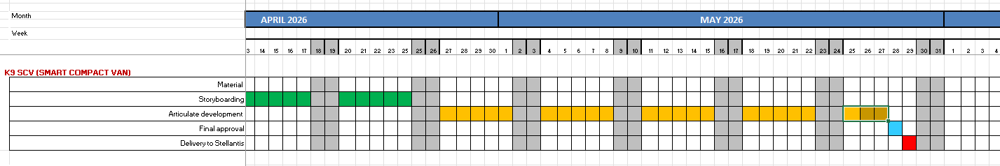 Month APRIL 2026 MAY 2026
Week
3 14 15 16 17 18 19 20 21 22 23 25 25 26 27 28 29 30 1 2 3 4 5 6 7 8 9 10 11 12 13 14 15 16 17 18 19 20 21 22 23 24 25 26 27 28 29 30 31 1 2 3 4
K9 SCV (SMART COMPACT VAN)
Material
Storyboarding
Articulate development
Final approval
Delivery to Stellantis